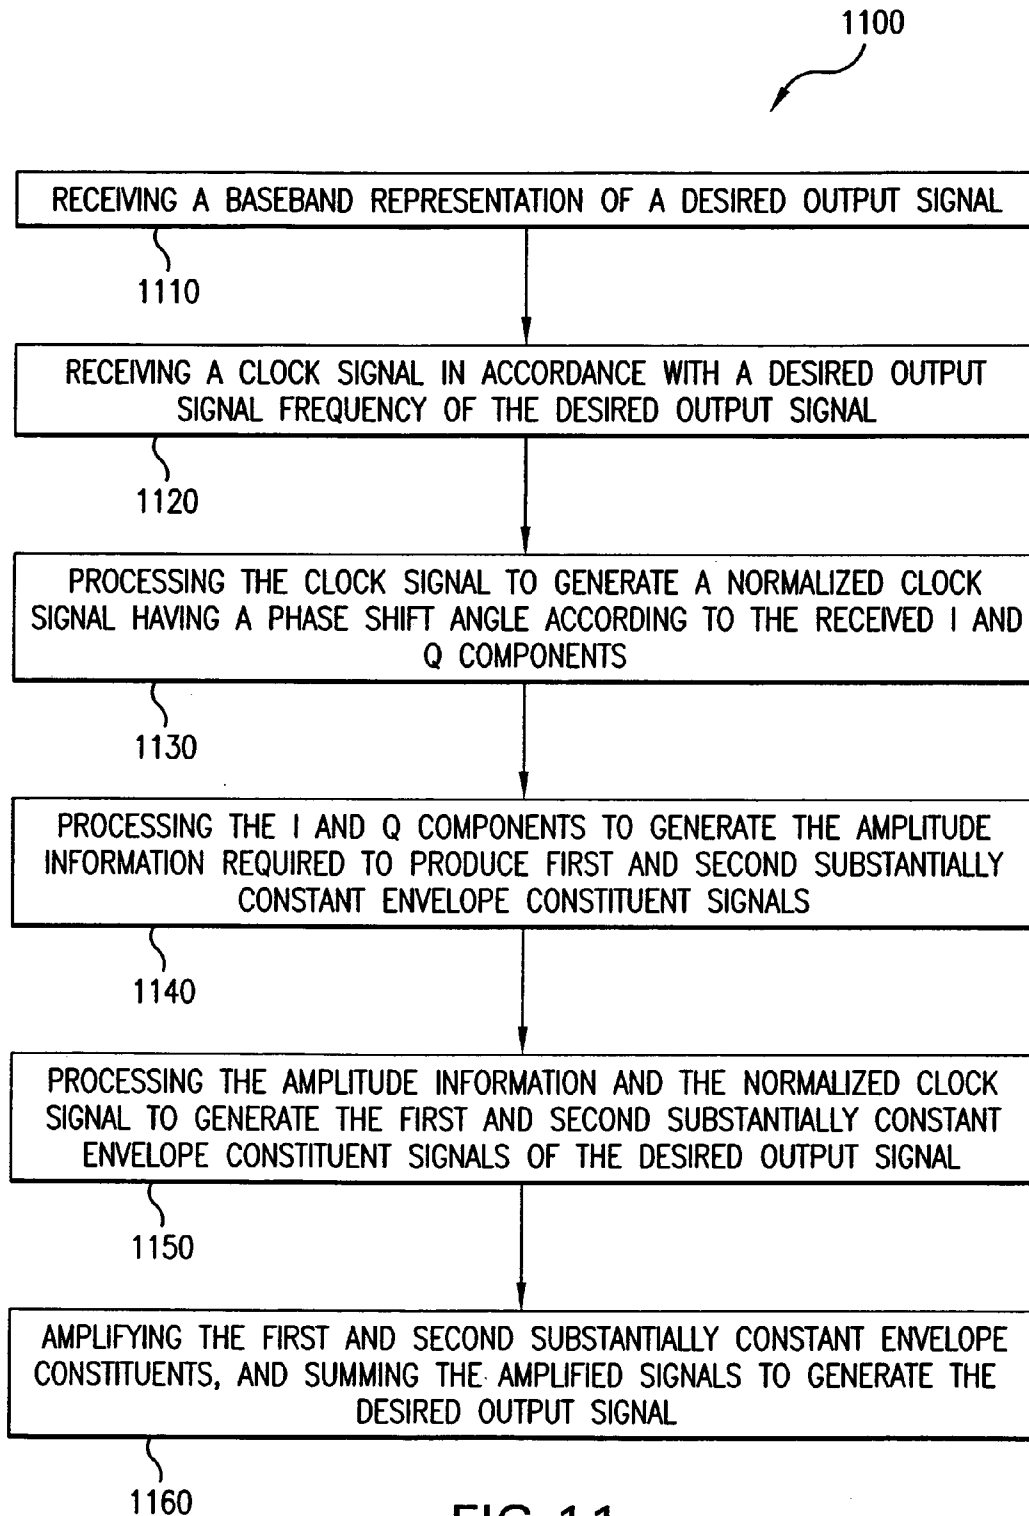 1100
RECEIVING A BASEBAND REPRESENTATION OF A DESIRED OUTPUT SIGNAL
1110
RECEIVING A CLOCK SIGNAL IN ACCORDANCE WITH A DESIRED OUTPUT
SIGNAL FREQUENCY OF THE DESIRED OUTPUT SIGNAL
1120
PROCESSING THE CLOCK SIGNAL TO GENERATE A NORMALIZED CLOCK
SIGNAL HAVING A PHASE SHIFT ANGLE ACCORDING TO THE RECEIVED I AND
Q COMPONENTS
1130
PROCESSING THE I AND Q COMPONENTS TO GENERATE THE AMPLITUDE
INFORMATION REQUIRED TO PRODUCE FIRST AND SECOND SUBSTANTIALLY
CONSTANT ENVELOPE CONSTITUENT SIGNALS
1140
PROCESSING THE AMPLITUDE INFORMATION AND THE NORMALIZED CLOCK
SIGNAL TO GENERATE THE FIRST AND SECOND SUBSTANTIALLY CONSTANT
ENVELOPE CONSTITUENT SIGNALS OF THE DESIRED OUTPUT SIGNAL
1150
AMPLIFYING THE FIRST AND SECOND SUBSTANTIALLY CONSTANT ENVELOPE
CONSTITUENTS, AND SUMMING THE AMPLIFIED SIGNALS TO GENERATE THE
DESIRED OUTPUT SIGNAL
1160
FIG.11